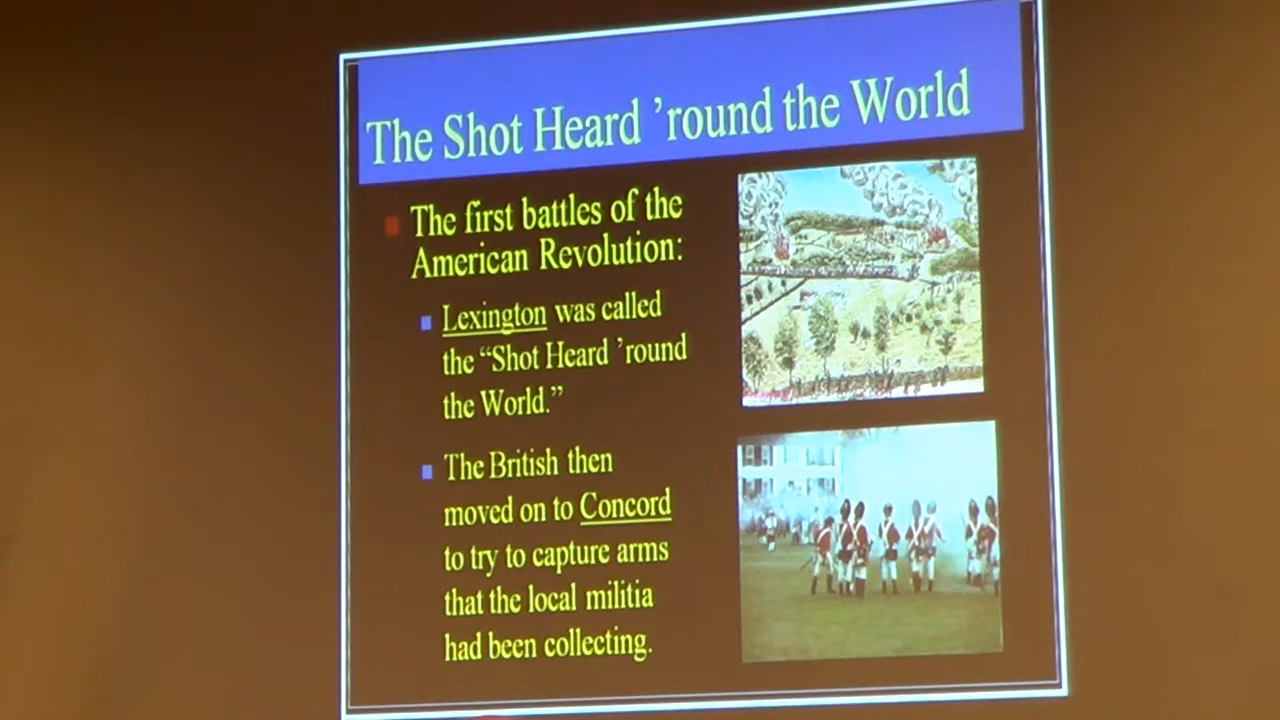 The Shot Heard ’round the World
The first battles of the
American Revolution:
Lexington was called
the “Shot Heard ’round
the World.”
The British then
moved on to Concord
to try to capture arms
that the local militia
had been collecting.